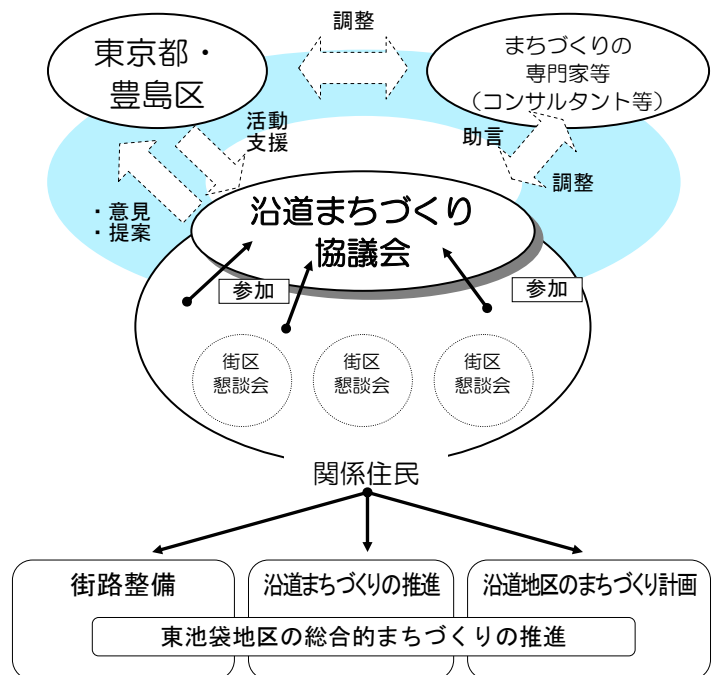 調整
東京都・
豊島区
まちづくりの
専門家等
（コンサルタント等）
活動
支援
助言
調整
・意見
・提案
沿道まちづくり
協議会
参加
参加
街区
懇談会
街区
懇談会
街区
懇談会
関係住民
街路整備
沿道まちづくりの推進
沿道地区のまちづくり計画
東池袋地区の総合的まちづくりの推進